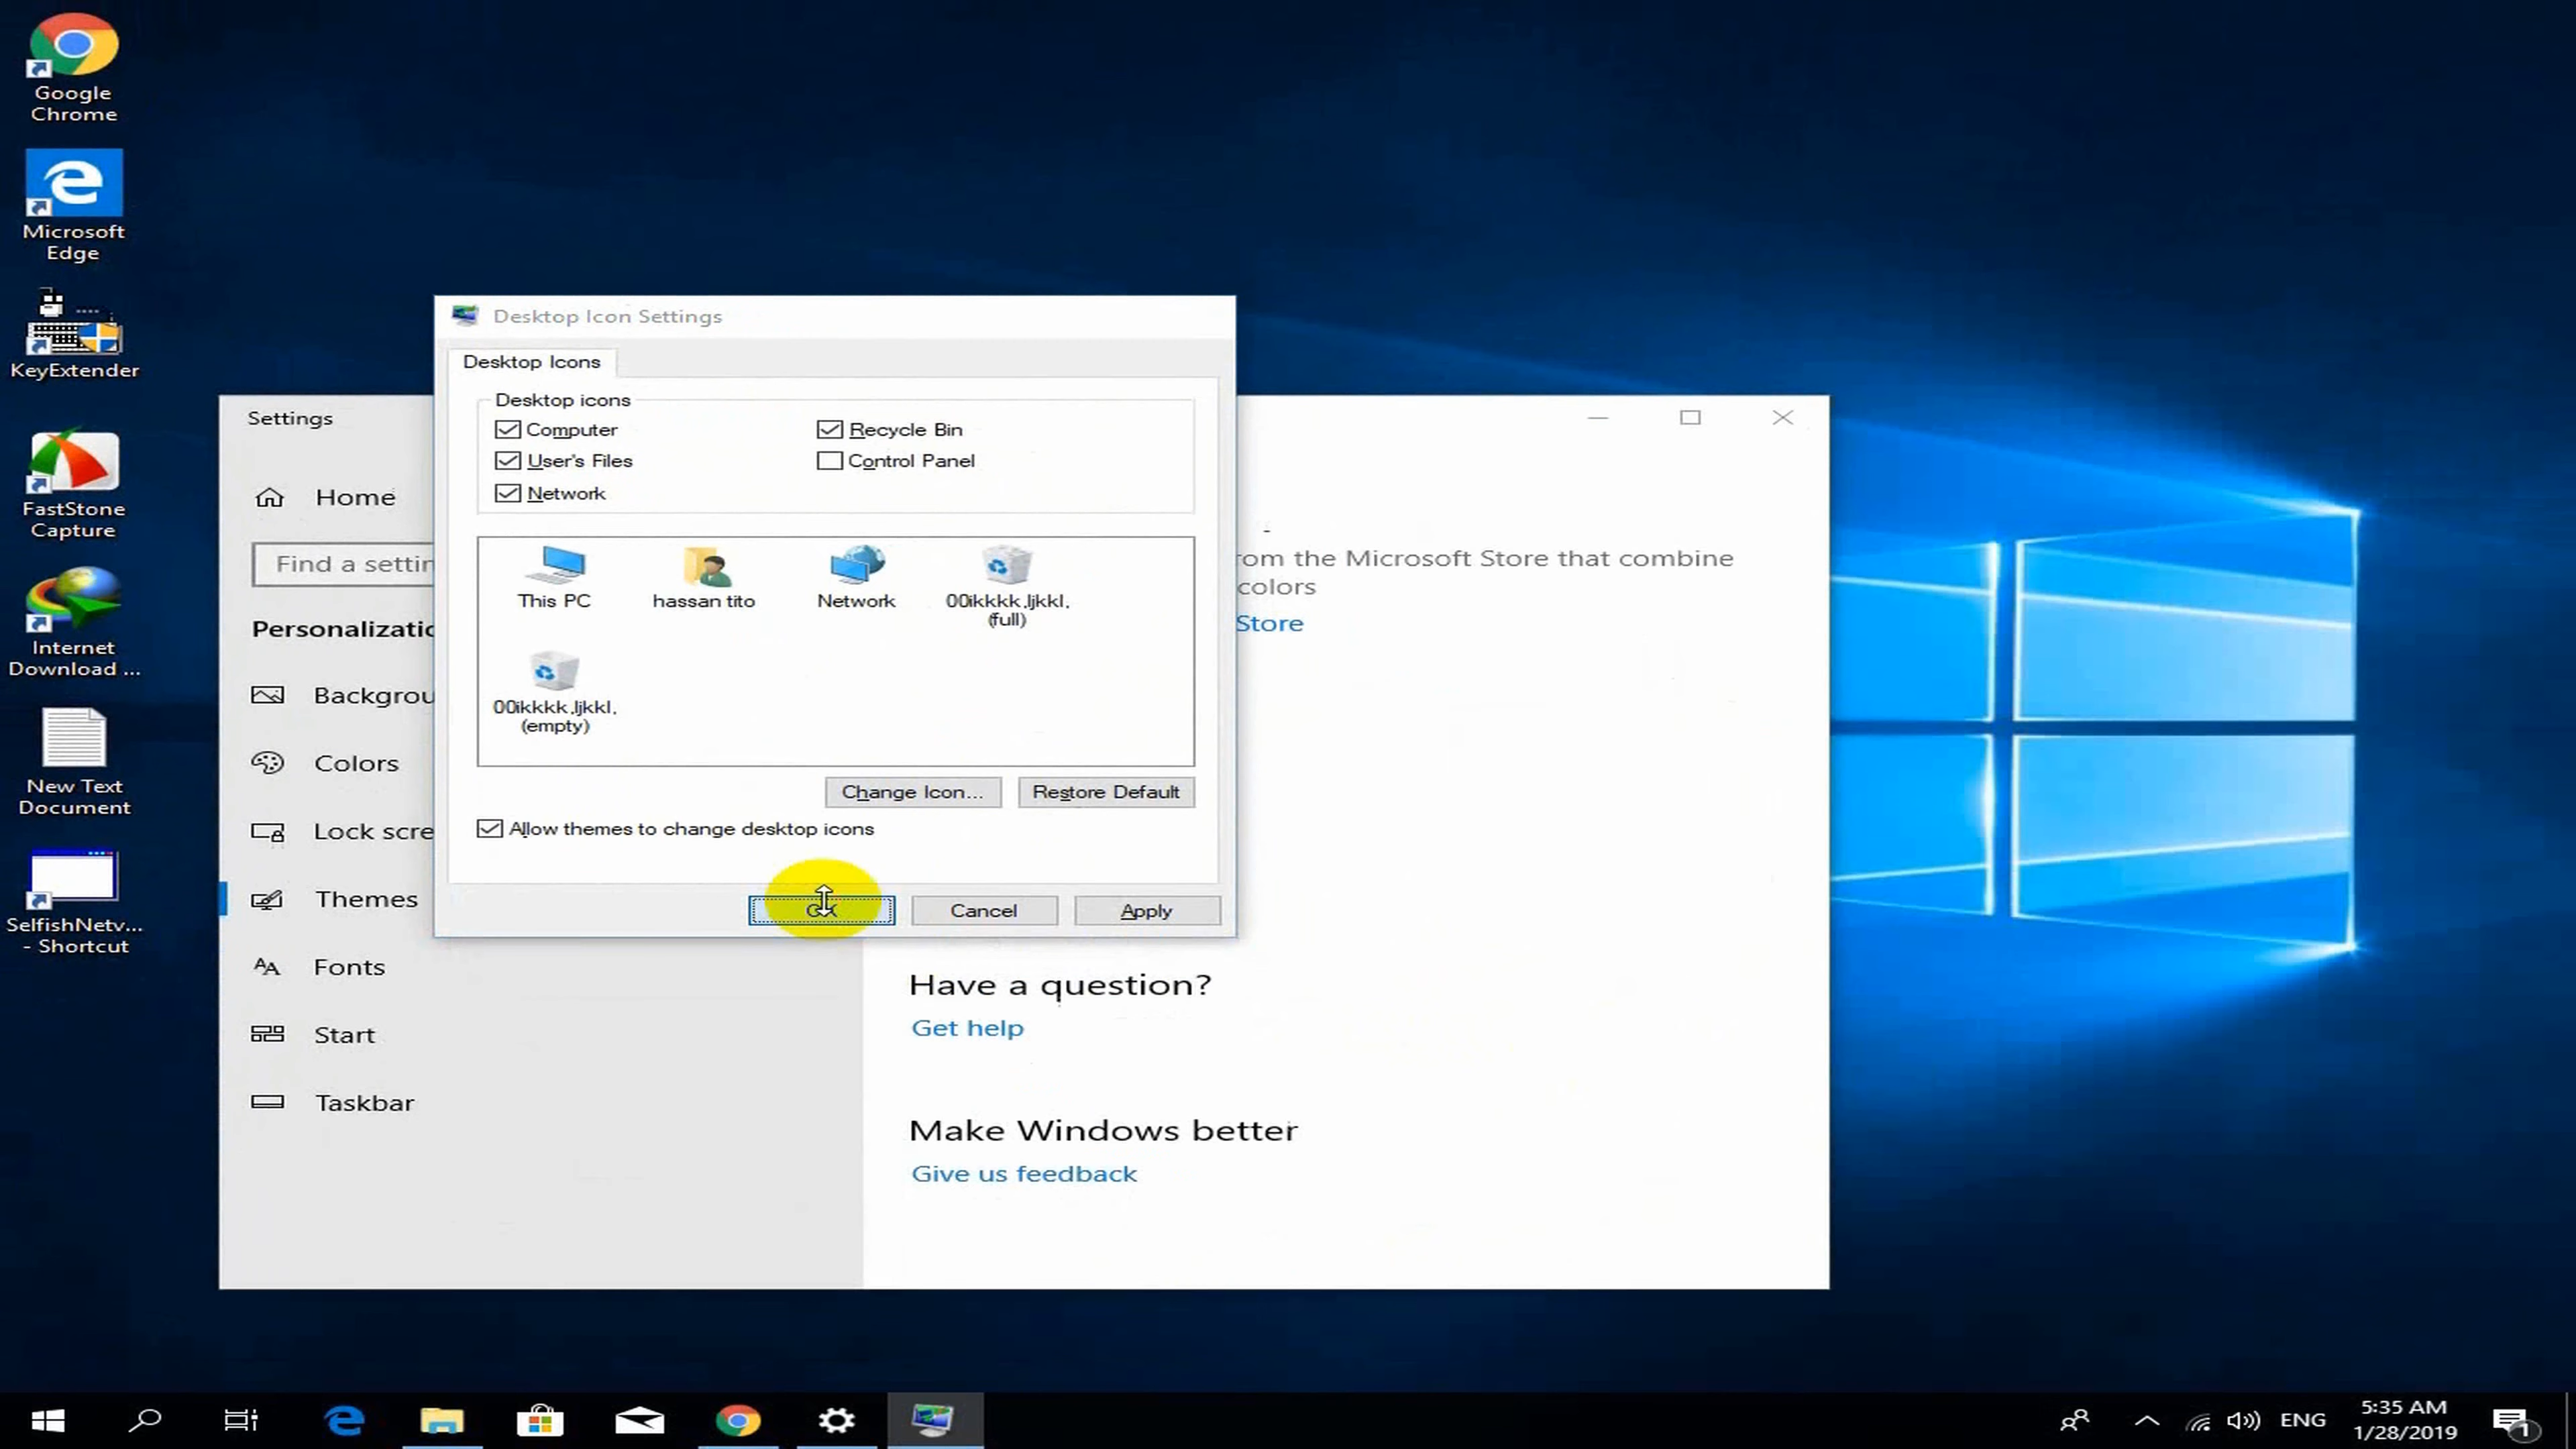 Google
Chrome
Microsoft
Edge
KeyExtender
FastStone
Capture
Internet
Download ...
New Text
Document
SelfishNetv...
- Shortcut
Desktop Icon Settings
Desktop Icons
Desktop icons
Computer
Recycle Bin
User's Files
Control Panel
Network
This PC
hassan tito
Network
00ikkkk,ljkkl,
(full)
00ikkkk,ljkkl,
(empty)
Change Icon...
Restore Default
Allow themes to change desktop icons
Cancel
Apply
Settings
Home
Find a settin
Personalizatio
Backgrou
Colors
Lock scre
Themes
Fonts
Start
Taskbar
om the Microsoft Store that combine
colors
Store
Have a question?
Get help
Make Windows better
Give us feedback
ENG
5:35 AM
1/28/2019
1